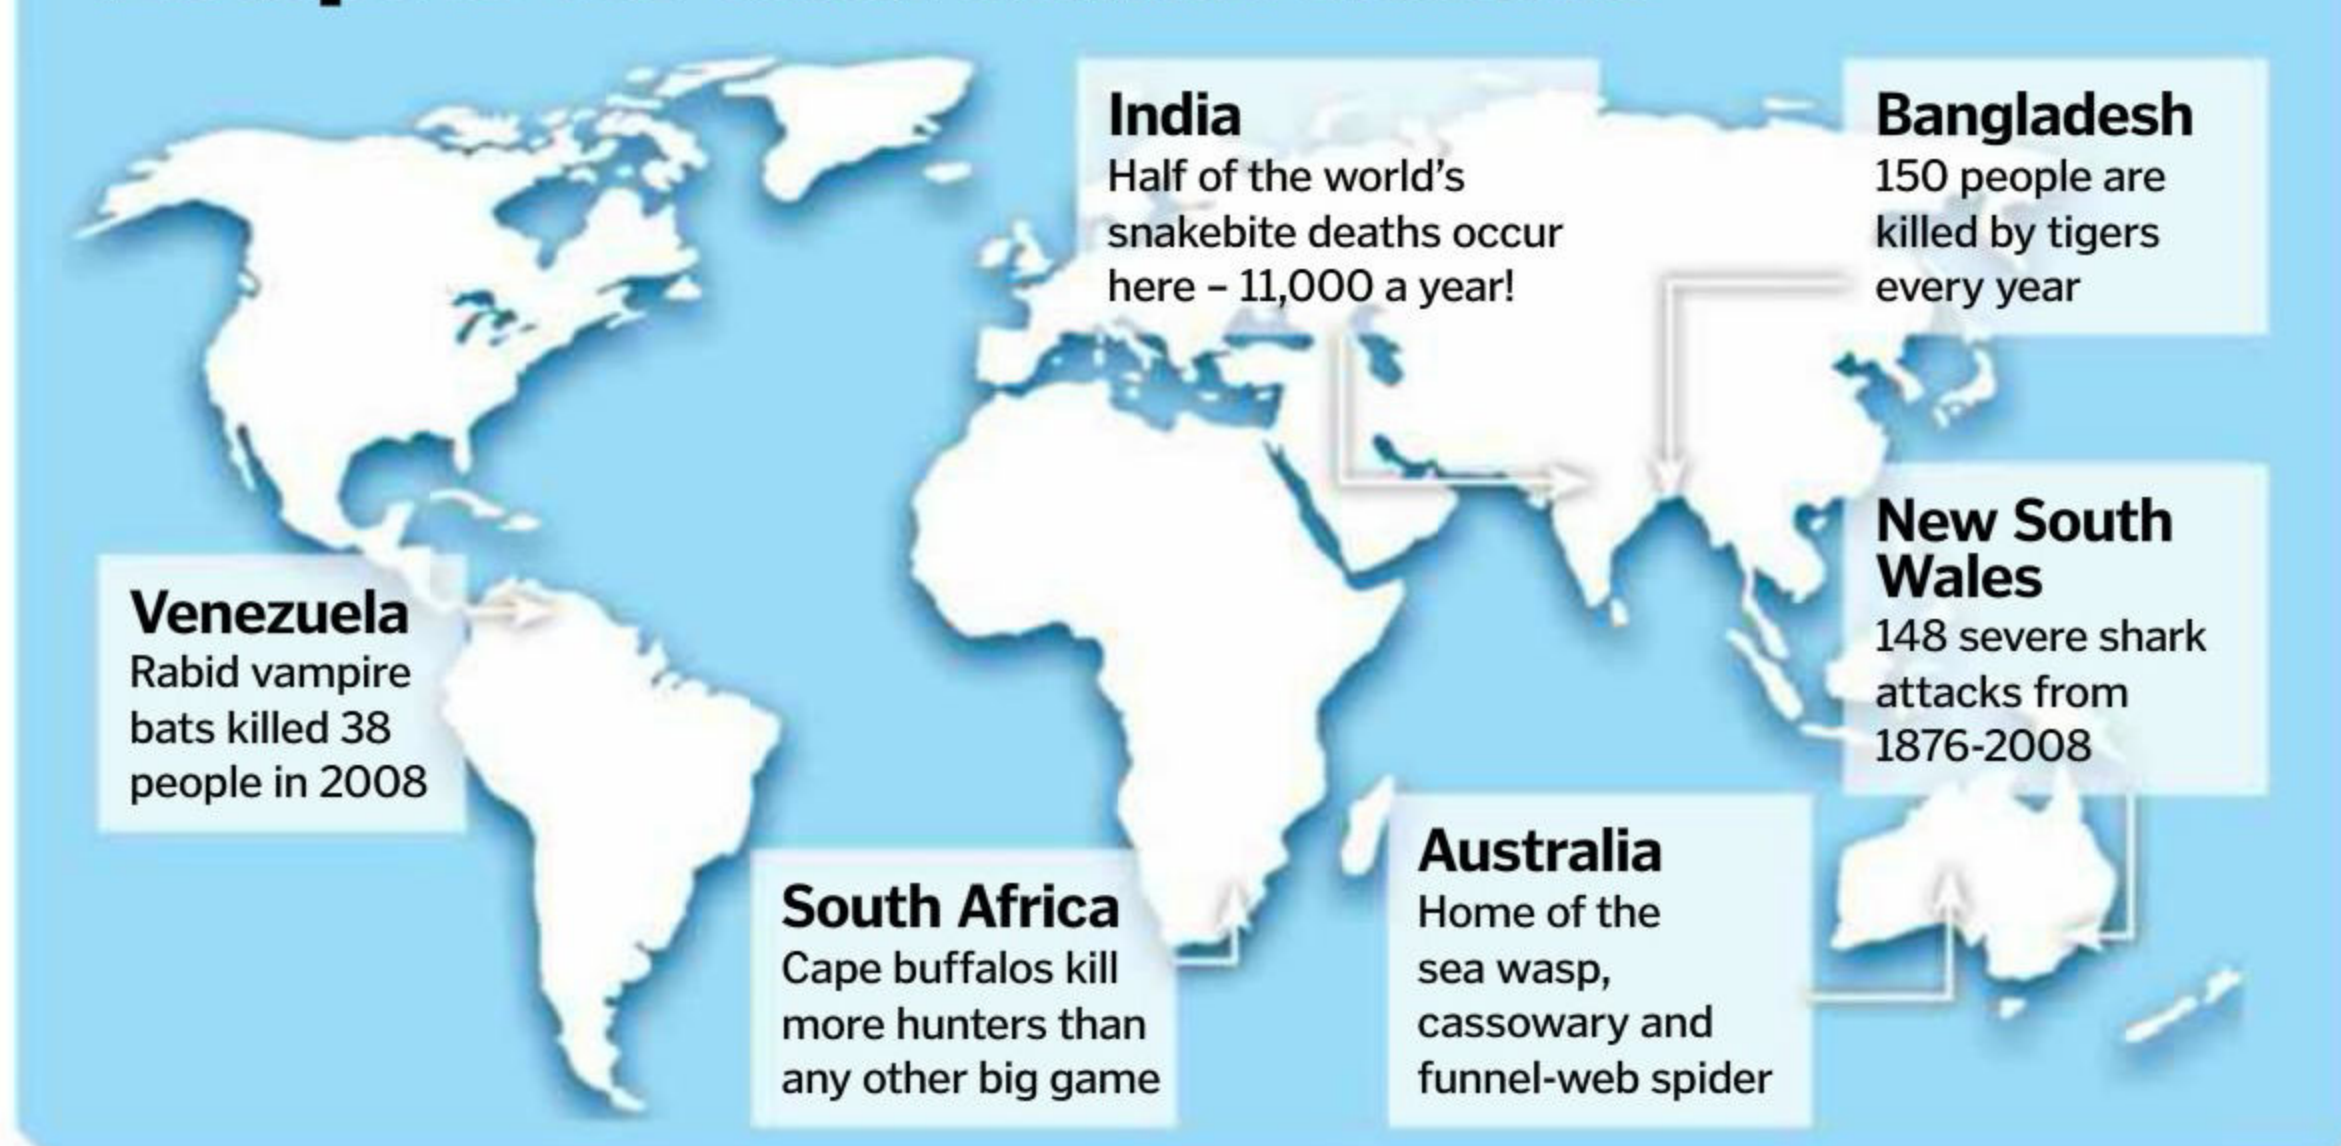 India
Half of the world's
snakebite deaths occur
here – 11,000 a year!
Bangladesh
150 people are
killed by tigers
every year
New South
Wales
148 severe shark
attacks from
1876-2008
Venezuela
Rabid vampire
bats killed 38
people in 2008
South Africa
Cape buffalos kill
more hunters than
any other big game
Australia
Home of the
sea wasp,
cassowary and
funnel-web spider